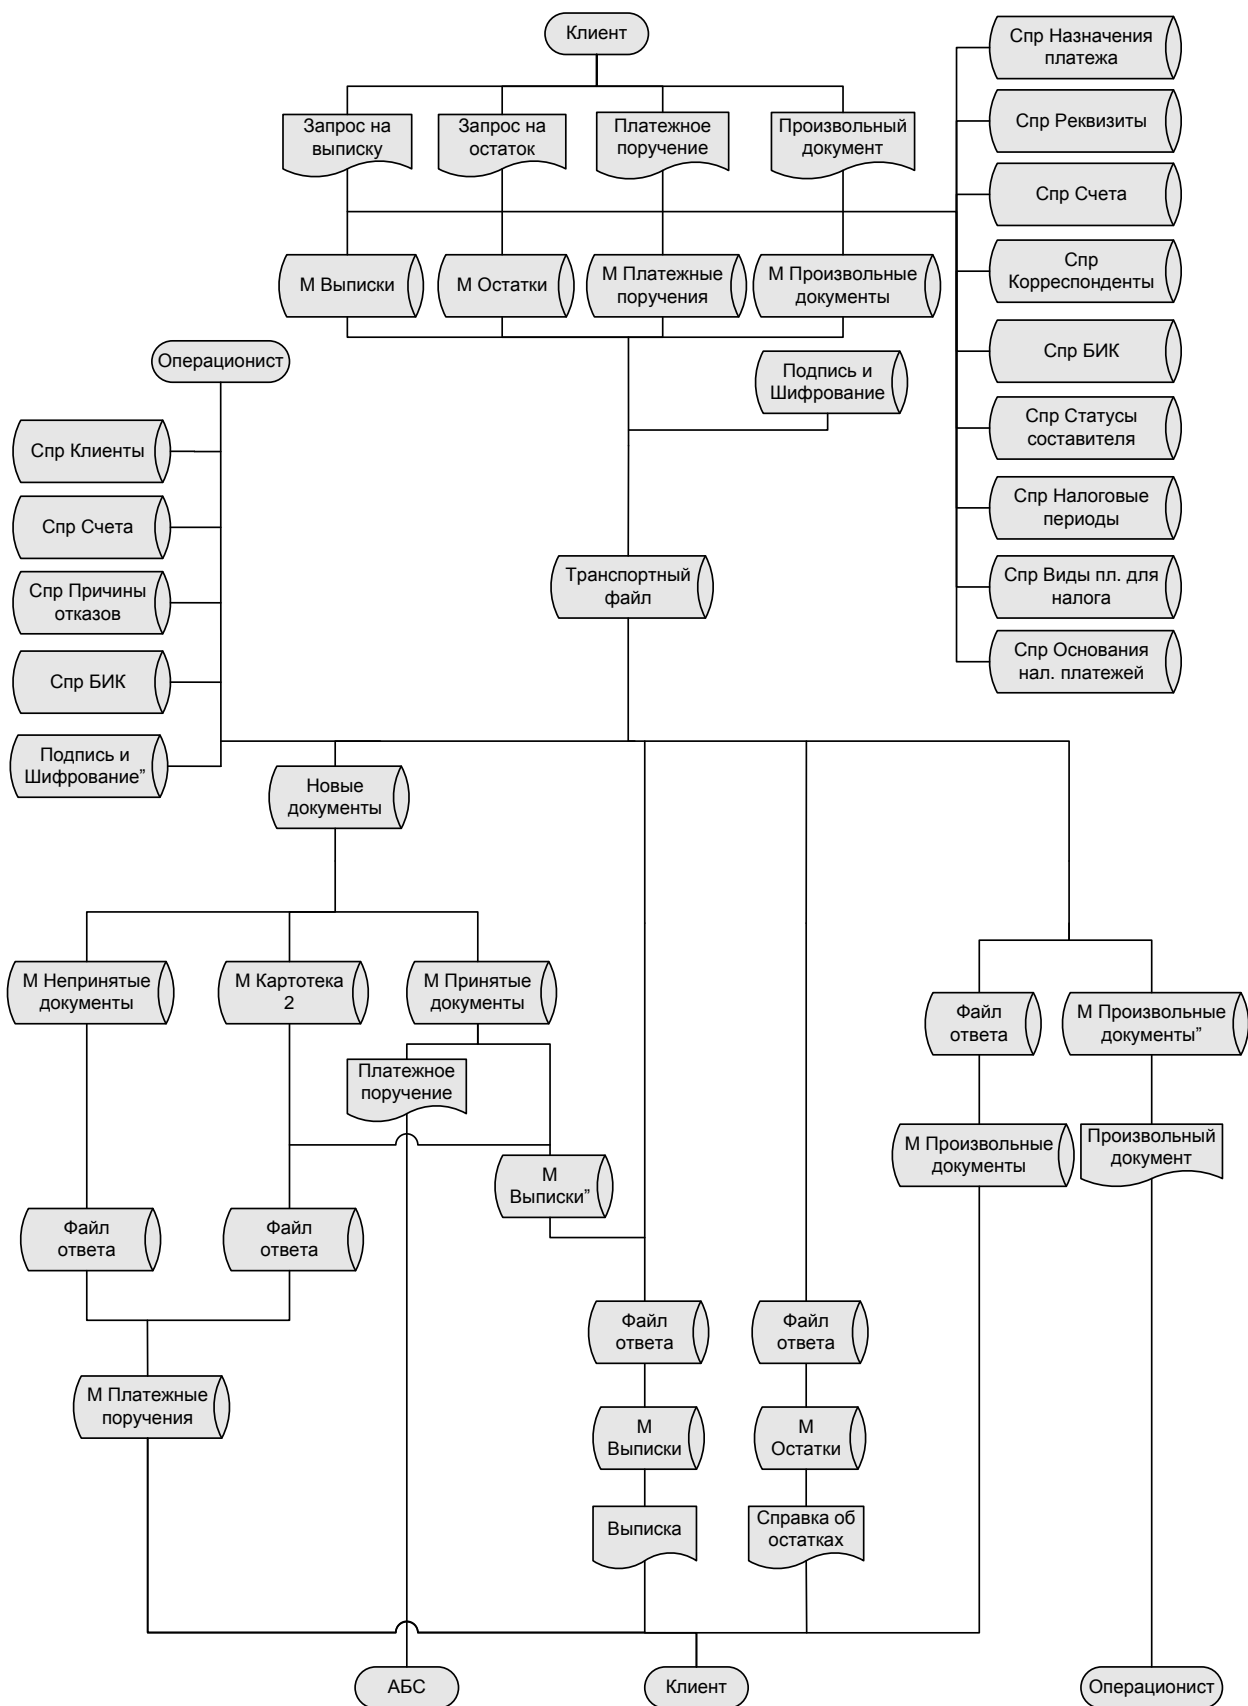 Клиент
Спр Назначения
платежа
Запрос на
выписку
Запрос на
остаток
Платежное
поручение
Произвольный
документ
Спр Реквизиты
Спр Счета
М Выписки
М Остатки
М Платежные
поручения
М Произвольные
документы
Спр
Корреспонденты
Операционист
Подпись и
Шифрование
Спр БИК
Спр Клиенты
Спр Статусы
составителя
Спр Счета
Спр Налоговые
периоды
Спр Причины
отказов
Транспортный
файл
Спр Виды пл. для
налога
Спр БИК
Спр Основания
нал. платежей
Подпись и
Шифрование”
Новые
документы
М Непринятые
документы
М Картотека
2
М Принятые
документы
Файл
ответа
М Произвольные
документы”
Платежное
поручение
М Произвольные
документы
Произвольный
документ
М
Выписки”
Файл
ответа
Файл
ответа
Файл
ответа
Файл
ответа
М Платежные
поручения
М
Выписки
М
Остатки
Выписка
Справка об
остатках
АБС
Клиент
Операционист